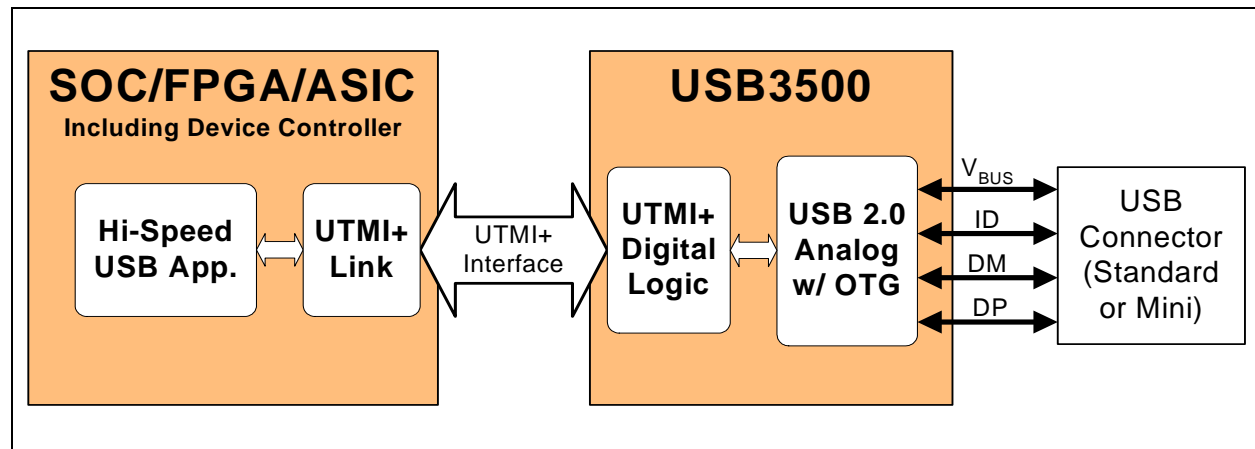 SOC/FPGA/ASIC
Including Device Controller
Hi-Speed
USB App.
UTMI+
Link
UTMI+
Interface
USB3500
UTMI+
Digital
Logic
USB 2.0
Analog
w/ OTG
VBUS
ID
DM
DP
USB
Connector
(Standard
or Mini)